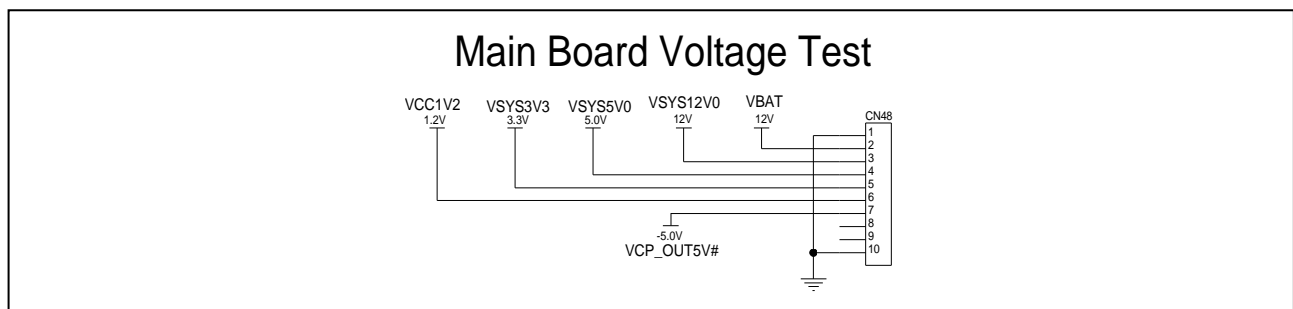 Main Board Voltage Test
VCC1V2 VSYS3V3 VSYS5V0 VSYS12V0 VBAT
1.2V 3.3V 5.0V 12V 12V
CN48
1
2
3
4
5
6
7
8
9
10
-5.0V
VCP_OUT5V#